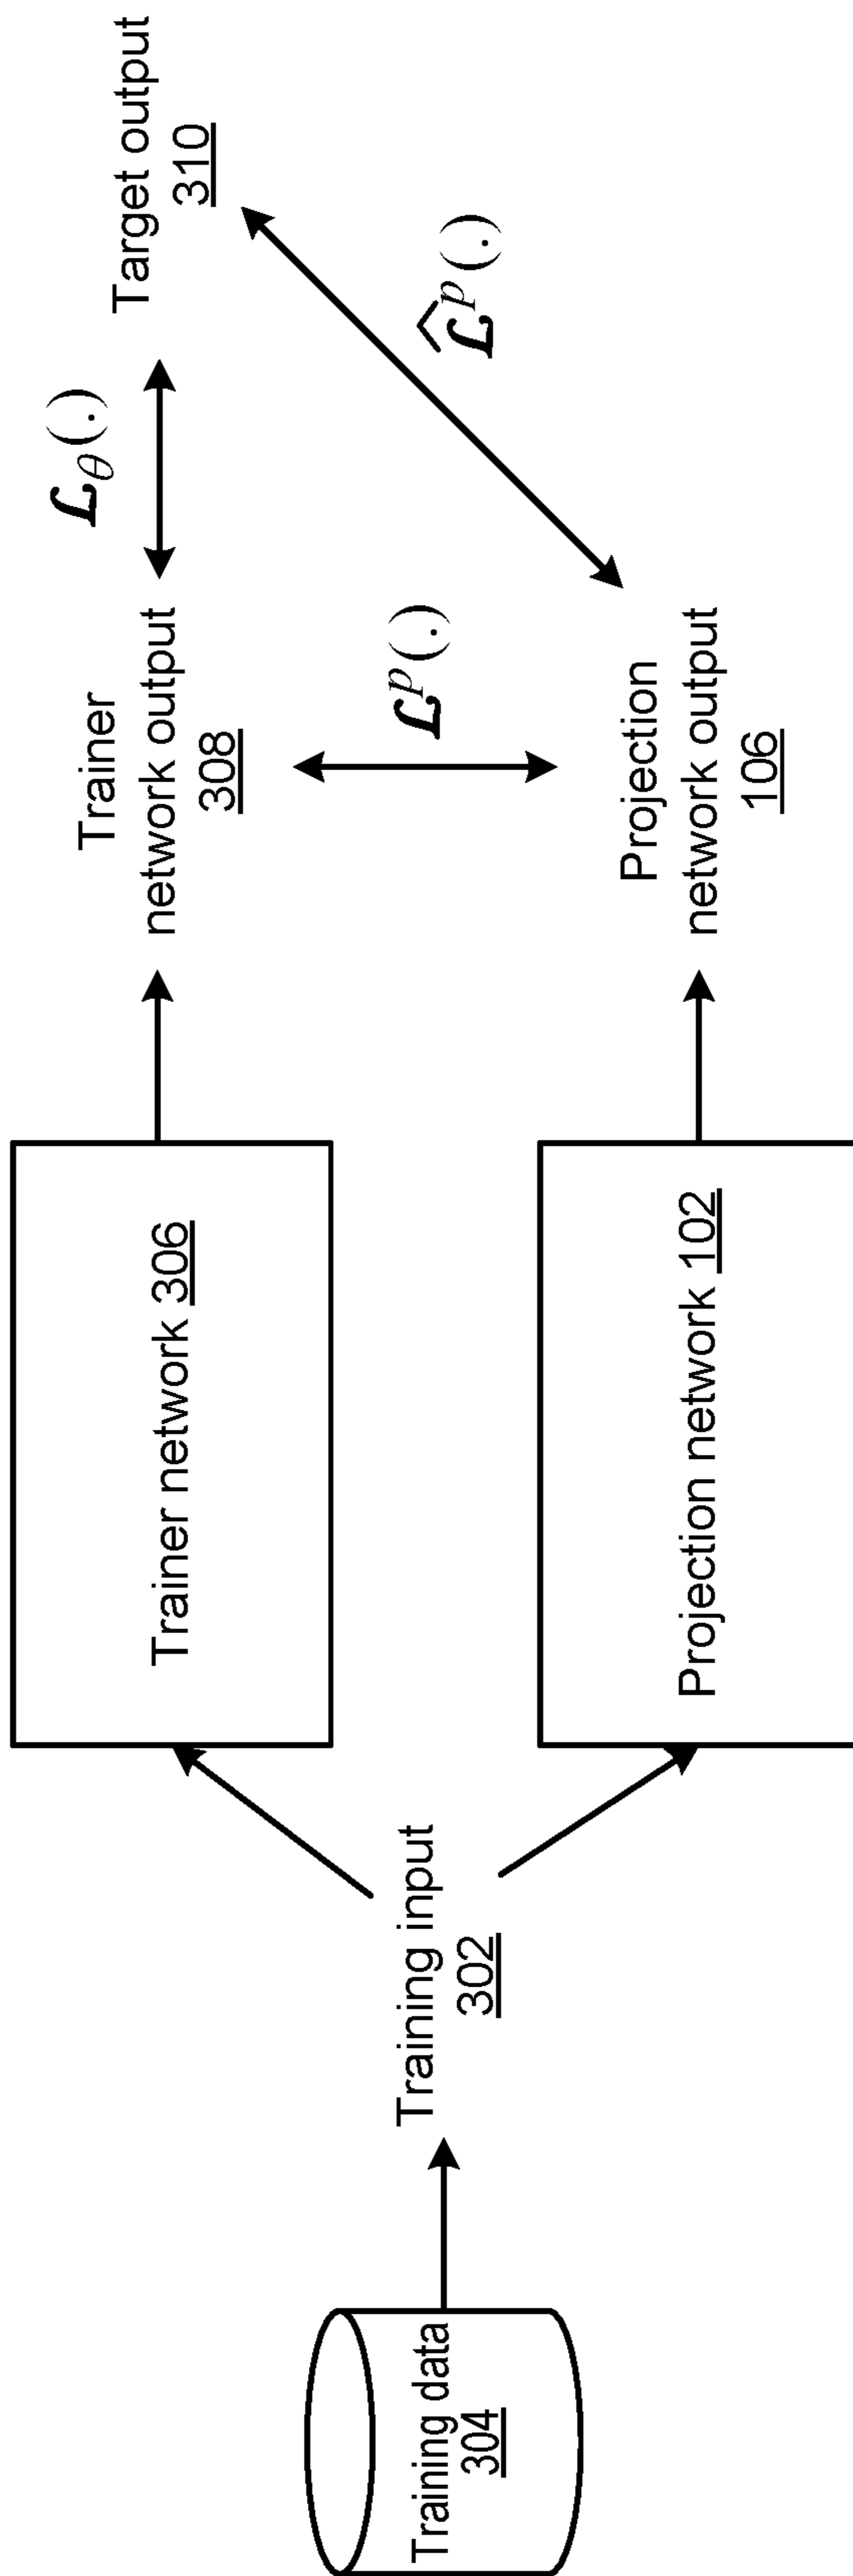 Training data
304
Training input
302
Trainer network 306
Projection network 102
Trainer
network output
308
Projection
network output
106
Target output
310
𝓛θ(.)
𝓛ᵖ(.)
𝓛̂ᵖ(.)